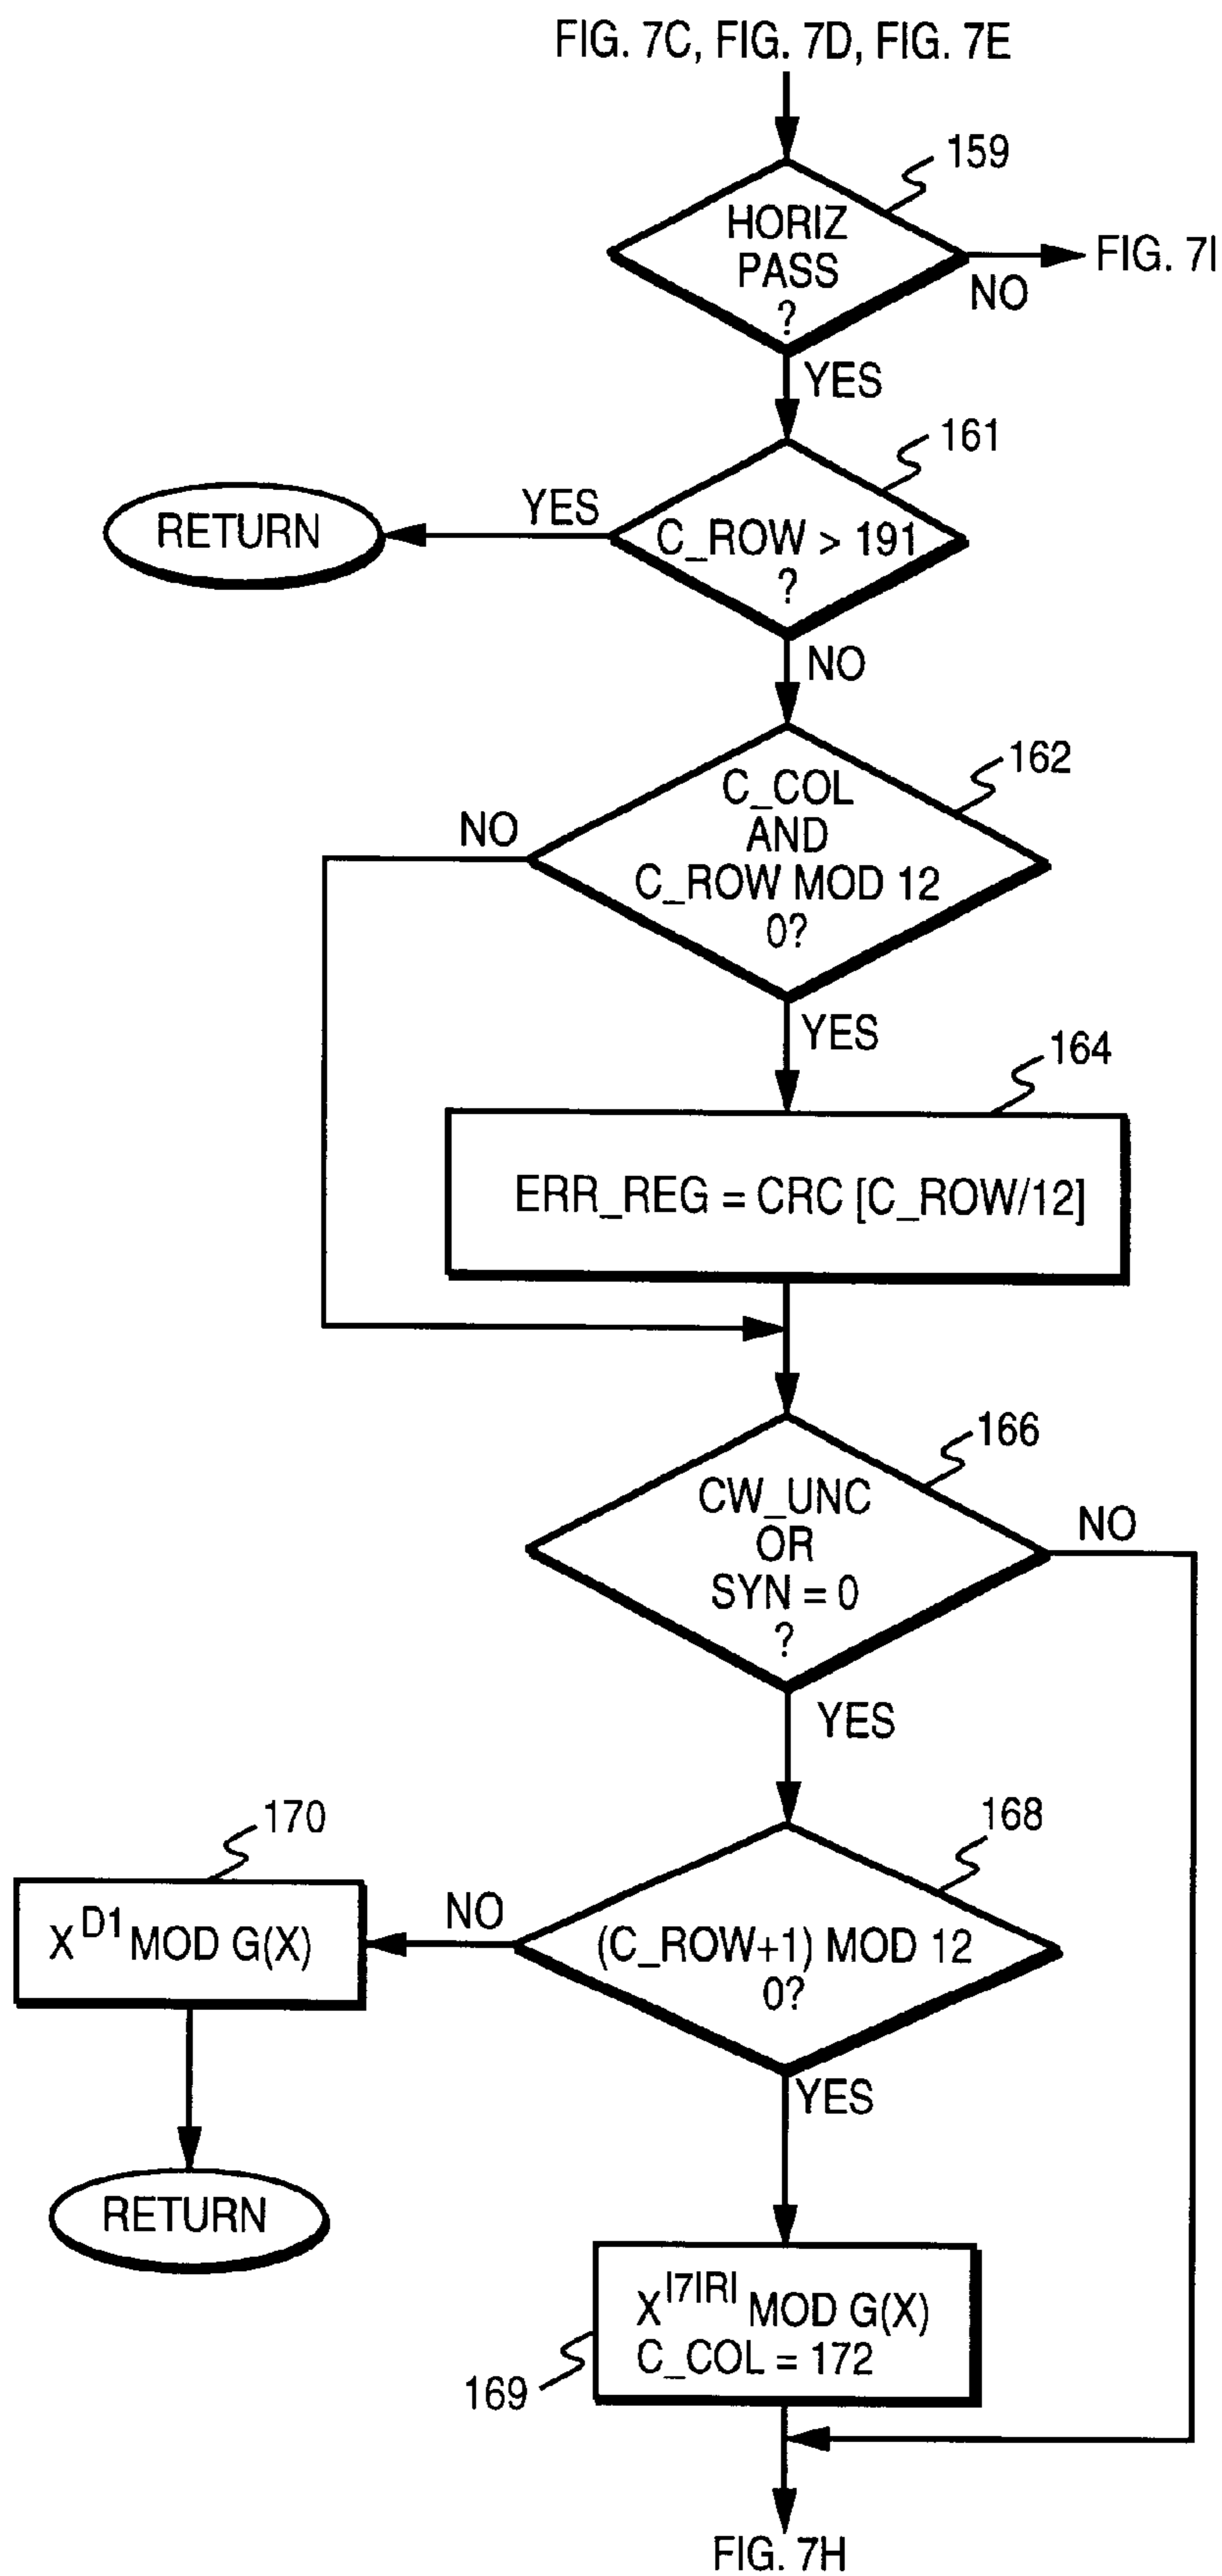 FIG. 7C, FIG. 7D, FIG. 7E
159
HORIZ
PASS
?
NO
FIG. 7I
YES
161
RETURN
YES
C_ROW > 191
?
NO
162
C_COL
AND
C_ROW MOD 12
0?
NO
YES
164
ERR_REG = CRC [C_ROW/12]
166
CW_UNC
OR
SYN = 0
?
NO
YES
170
168
X^D1 MOD G(X)
NO
(C_ROW+1) MOD 12
0?
YES
RETURN
X^|7|R| MOD G(X)
C_COL = 172
169
FIG. 7H